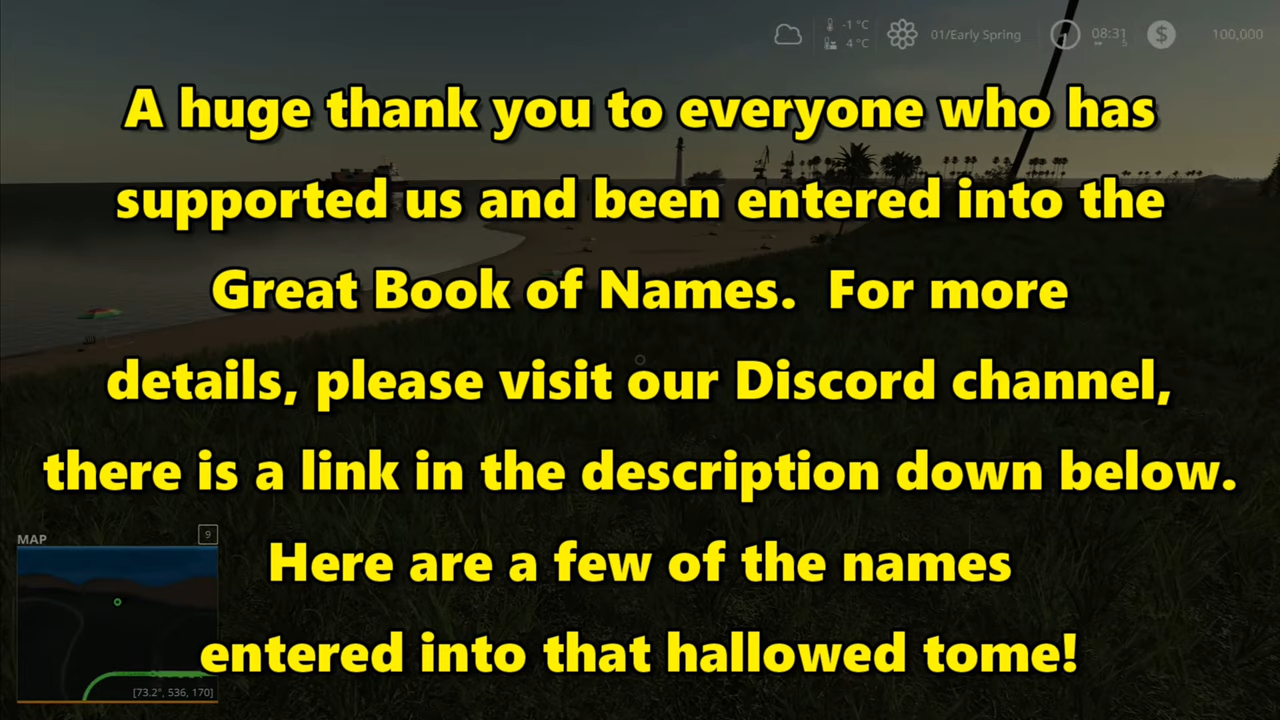 -1 °C
4 °C
01/Early Spring
08:31
5
$
100,000
A huge thank you to everyone who has
supported us and been entered into the
Great Book of Names.  For more
details, please visit our Discord channel,
there is a link in the description down below.
Here are a few of the names
entered into that hallowed tome!
MAP
9
[73.2°, 536, 170]